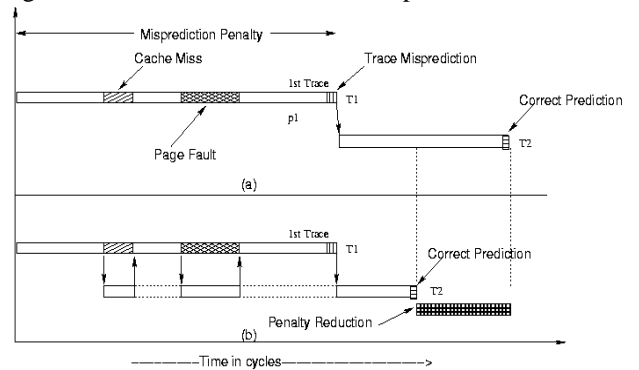 Misprediction Penalty
Cache Miss
Trace Misprediction
1st Trace
T1
Correct Prediction
p1
Page Fault
T2
(a)
1st Trace
T1
Correct Prediction
T2
Penalty Reduction
(b)
Time in cycles